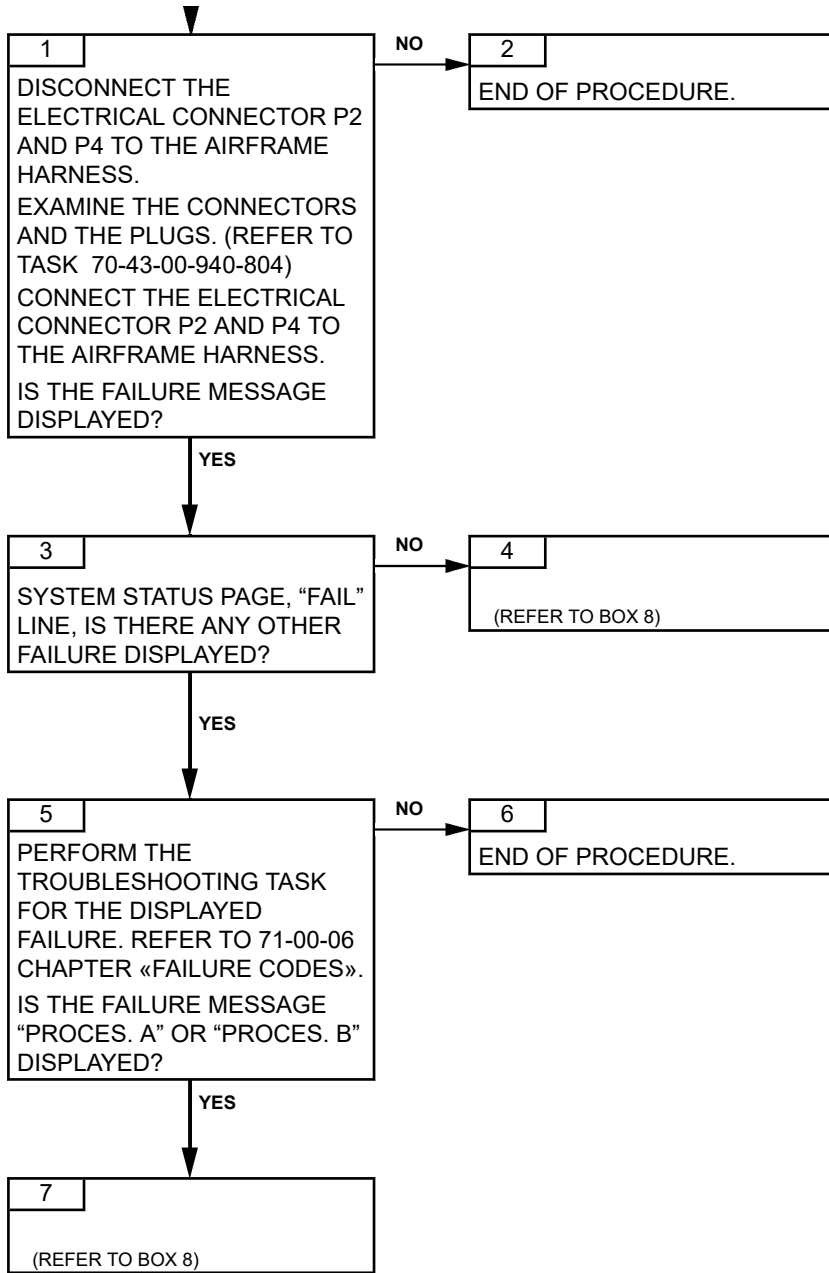 1
DISCONNECT THE
ELECTRICAL CONNECTOR P2
AND P4 TO THE AIRFRAME
HARNESS.
EXAMINE THE CONNECTORS
AND THE PLUGS. (REFER TO
TASK 70-43-00-940-804)
CONNECT THE ELECTRICAL
CONNECTOR P2 AND P4 TO
THE AIRFRAME HARNESS.
IS THE FAILURE MESSAGE
DISPLAYED?
NO
2
END OF PROCEDURE.
YES
3
SYSTEM STATUS PAGE, “FAIL”
LINE, IS THERE ANY OTHER
FAILURE DISPLAYED?
NO
4
(REFER TO BOX 8)
YES
5
PERFORM THE
TROUBLESHOOTING TASK
FOR THE DISPLAYED
FAILURE. REFER TO 71-00-06
CHAPTER «FAILURE CODES».
IS THE FAILURE MESSAGE
“PROCES. A” OR “PROCES. B”
DISPLAYED?
NO
6
END OF PROCEDURE.
YES
7
(REFER TO BOX 8)